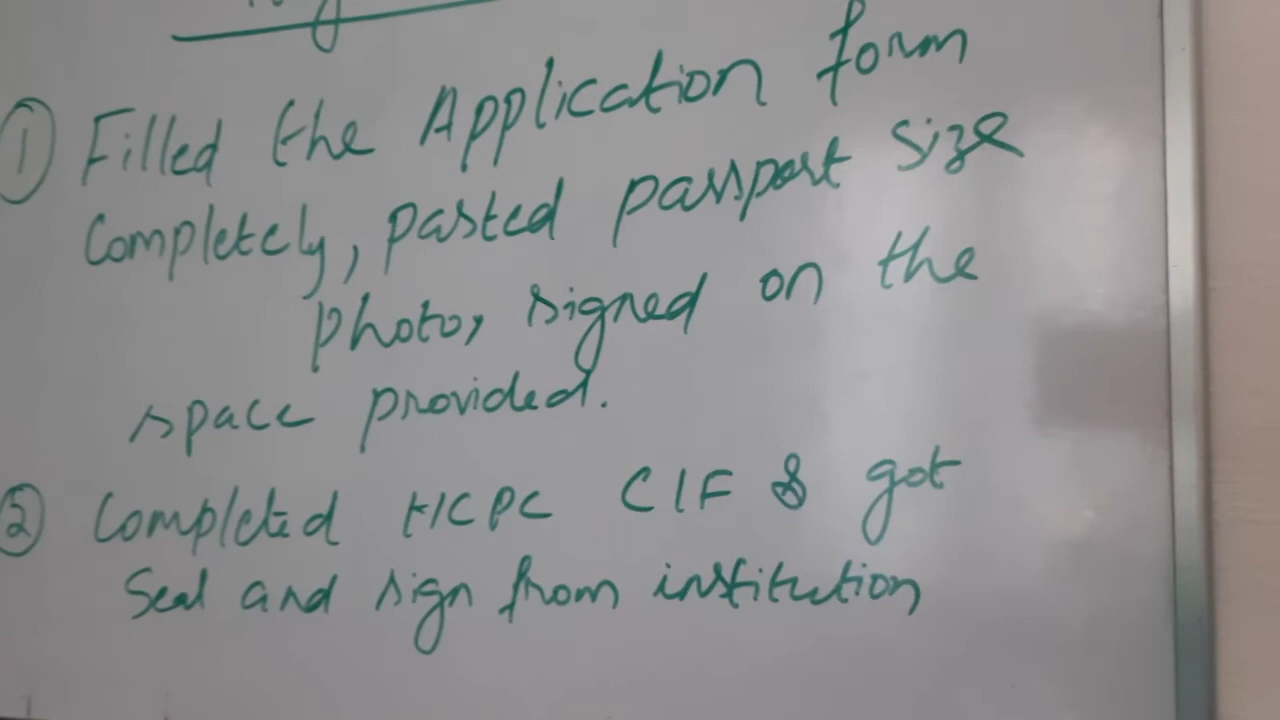 ① Filled the Application form
Completely, pasted passport size
photo, signed on the
space provided.
② Completed HCPC CIF & got
Seal and sign from institution